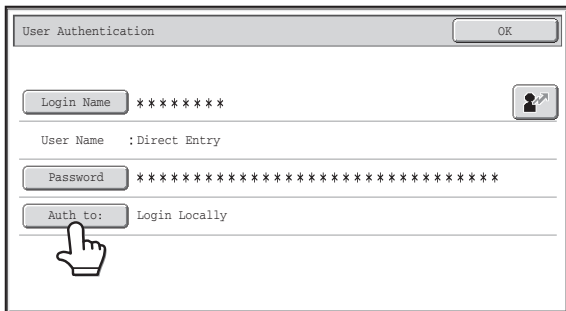 User Authentication OK
Login Name ********
User Name :Direct Entry
Password ********************************
Auth to: Login Locally